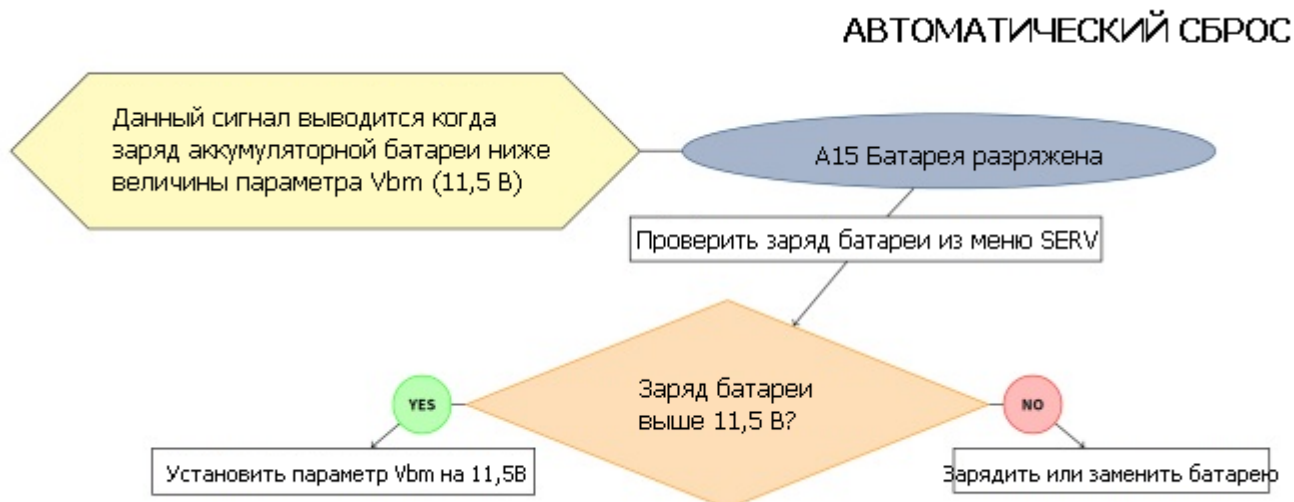 АВТОМАТИЧЕСКИЙ СБРОС
Данный сигнал выводится когда
заряд аккумуляторной батареи ниже
величины параметра Vbm (11,5 В)
A15 Батарея разряжена
Проверить заряд батареи из меню SERV
Заряд батареи
выше 11,5 В?
YES
NO
Установить параметр Vbm на 11,5В
Зарядить или заменить батарею